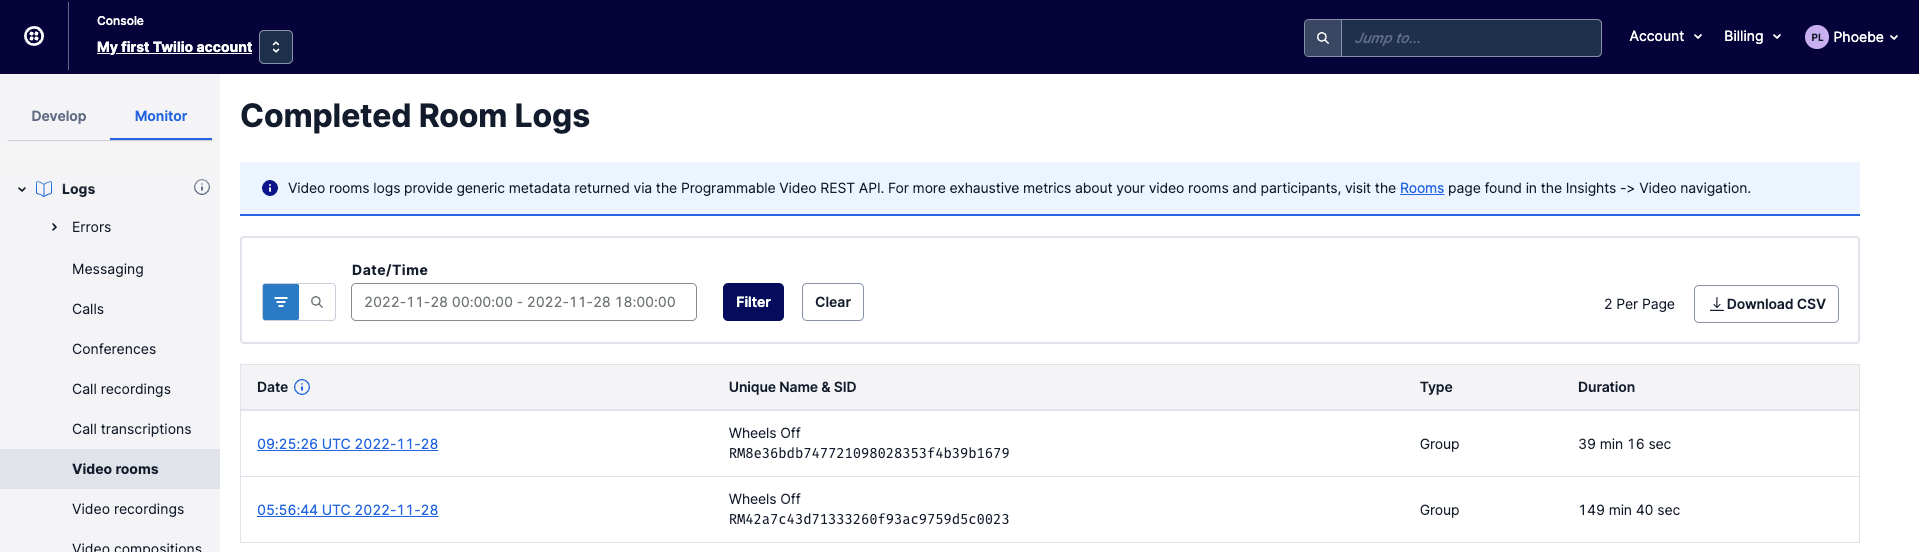 Console
My first Twilio account
Jump to...
Account
Billing
PL
Phoebe
Develop
Monitor
Logs
Errors
Messaging
Calls
Conferences
Call recordings
Call transcriptions
Video rooms
Video recordings
Video compositions
Completed Room Logs
Video rooms logs provide generic metadata returned via the Programmable Video REST API. For more exhaustive metrics about your video rooms and participants, visit the Rooms page found in the Insights -> Video navigation.
Date/Time
2022-11-28 00:00:00 - 2022-11-28 18:00:00
Filter
Clear
2 Per Page
Download CSV
Date Unique Name & SID Type Duration
09:25:26 UTC 2022-11-28 Wheels Off Group 39 min 16 sec
RM8e36bdb747721098028353f4b39b1679
05:56:44 UTC 2022-11-28 Wheels Off Group 149 min 40 sec
RM42a7c43d71333260f93ac9759d5c0023